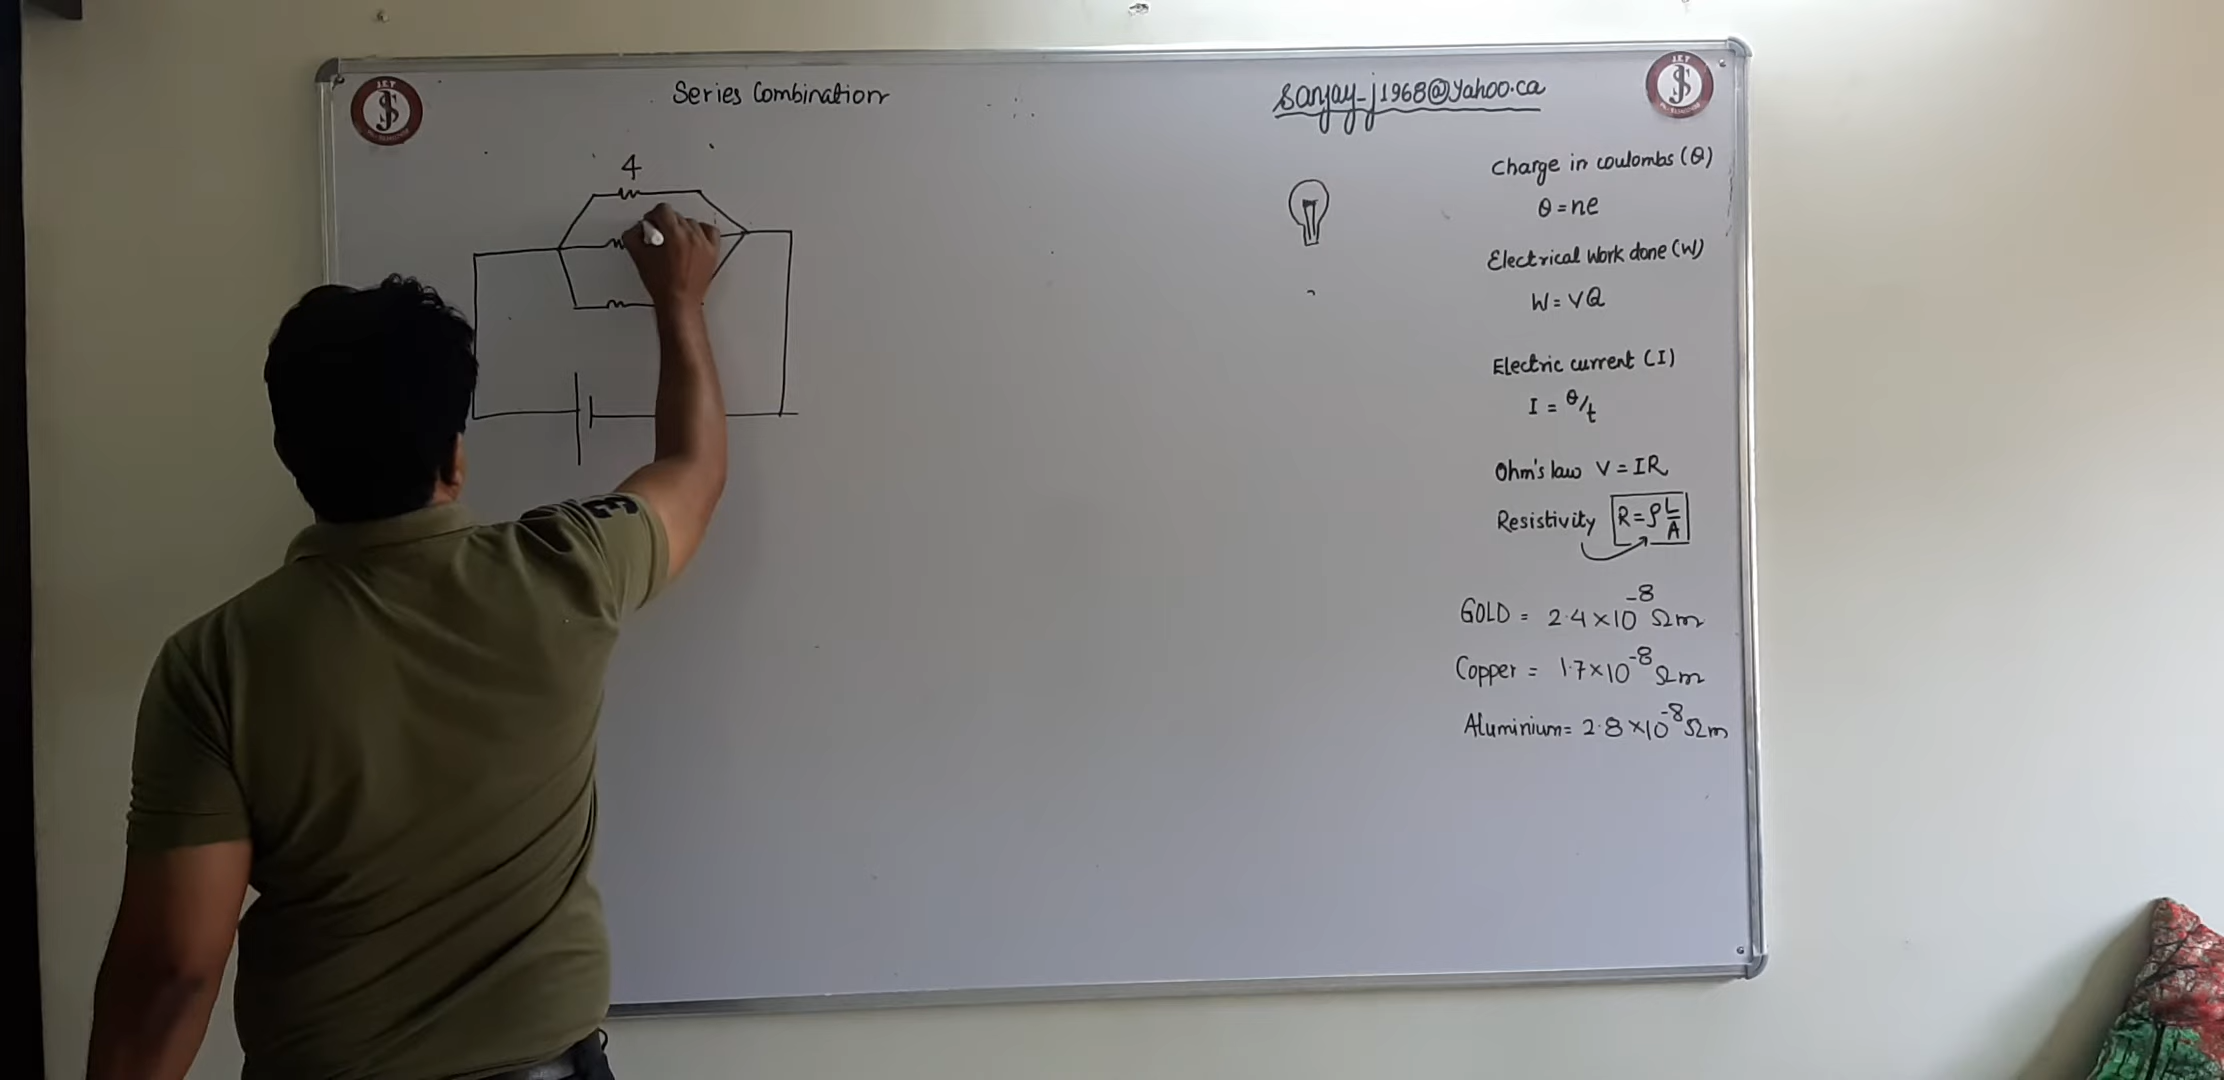 Series Combination
sanjay_j1968@yahoo.ca
4
Charge in coulombs (Q)
Q = ne
Electrical Work done (W)
W = VQ
Electric current (I)
I = Q/t
Ohm's law V = IR
Resistivity R = ρ L/A
GOLD = 2.4 × 10⁻⁸ Ωm
Copper = 1.7 × 10⁻⁸ Ωm
Aluminium = 2.8 × 10⁻⁸ Ωm